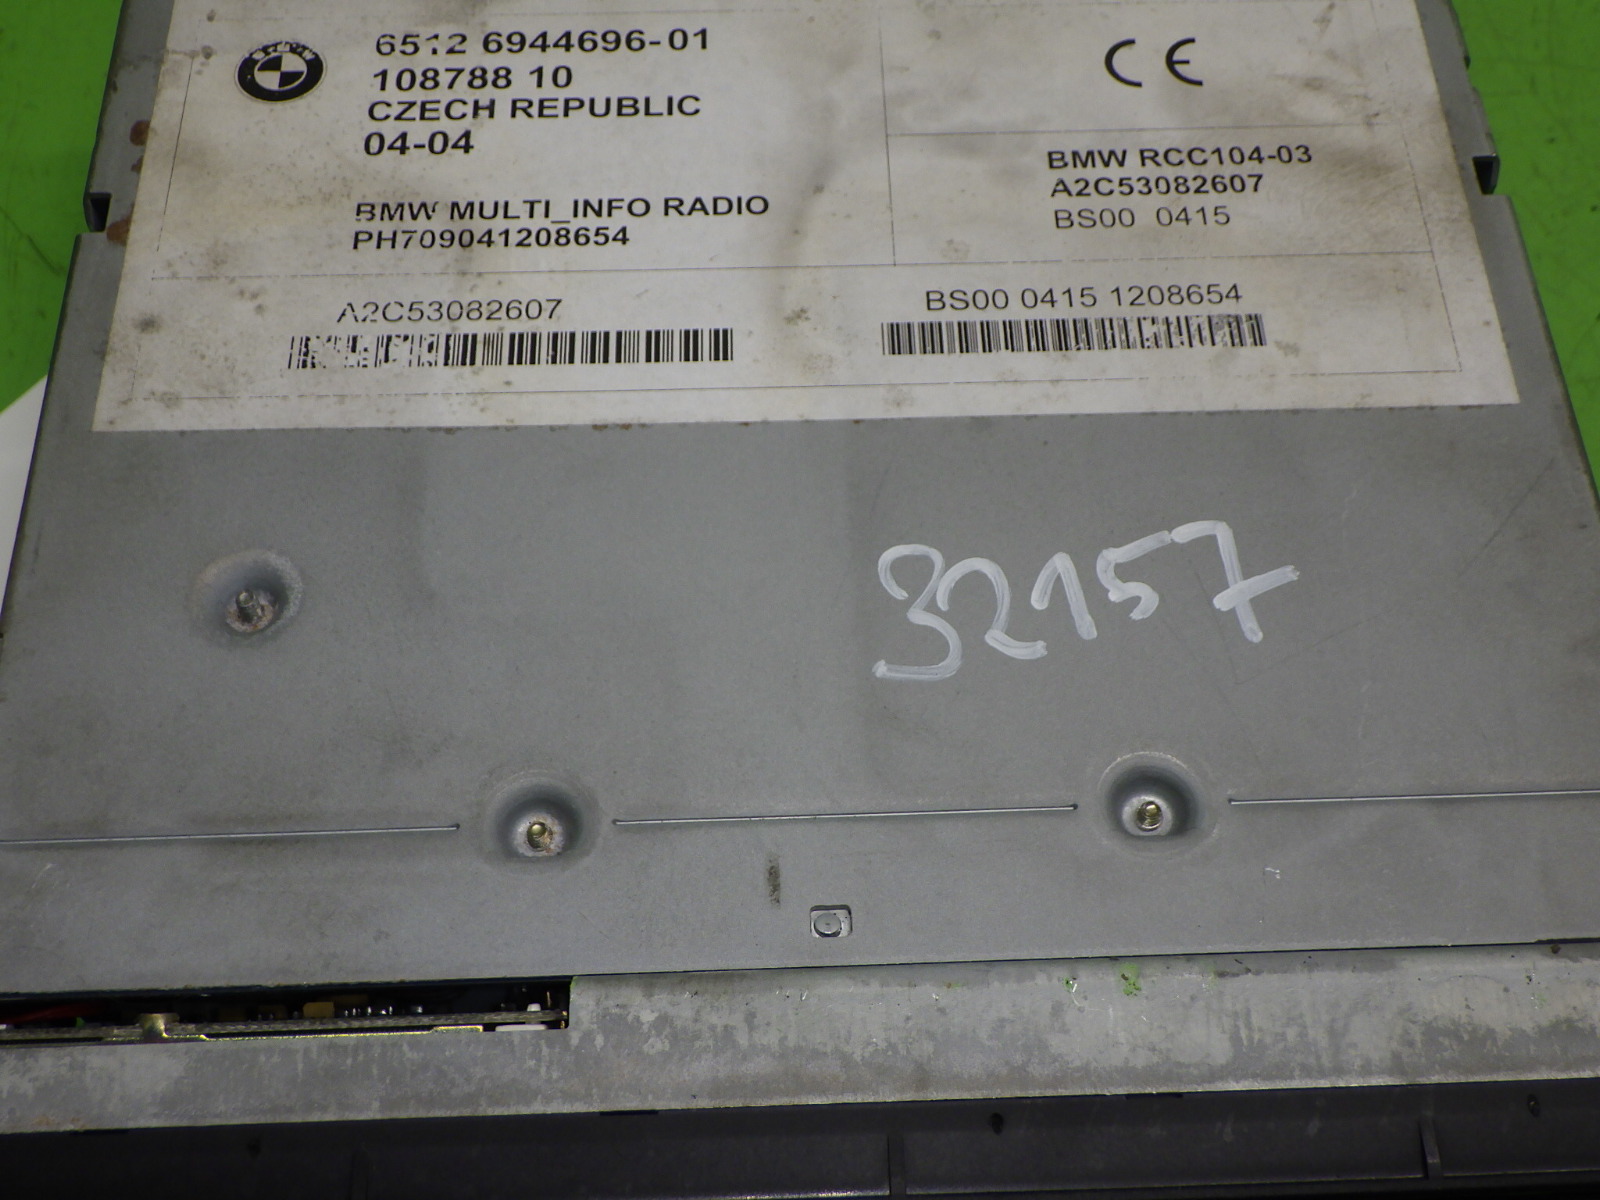 BMW
6512 6944696-01
108788 10
CZECH REPUBLIC
04-04
BMW MULTI_INFO RADIO
PH709041208654
CE
BMW RCC104-03
A2C53082607
BS00 0415
A2C53082607
BS00 0415 1208654
32157